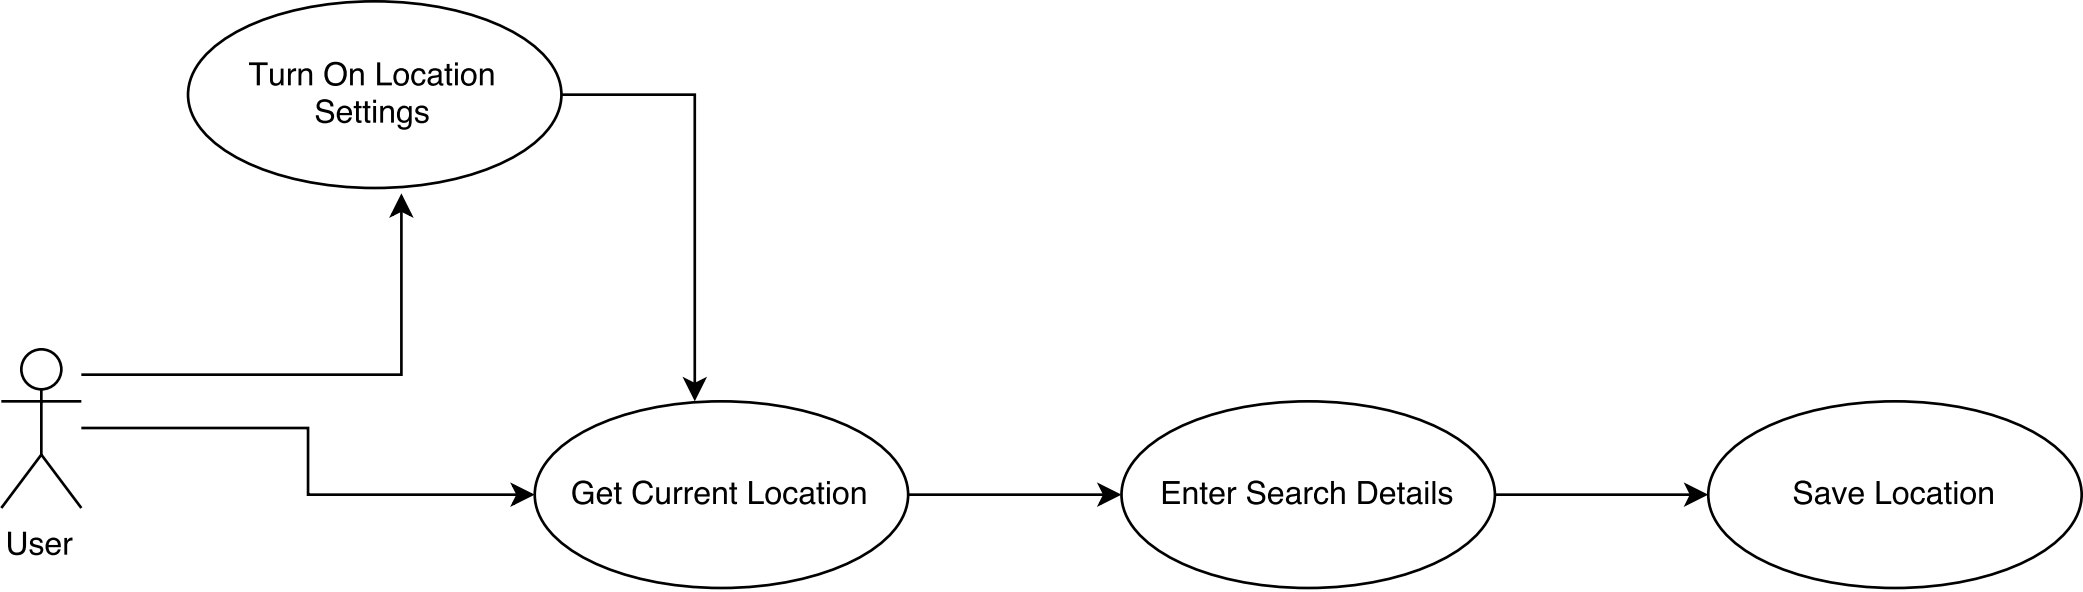 Turn On Location
Settings
User
Get Current Location
Enter Search Details
Save Location